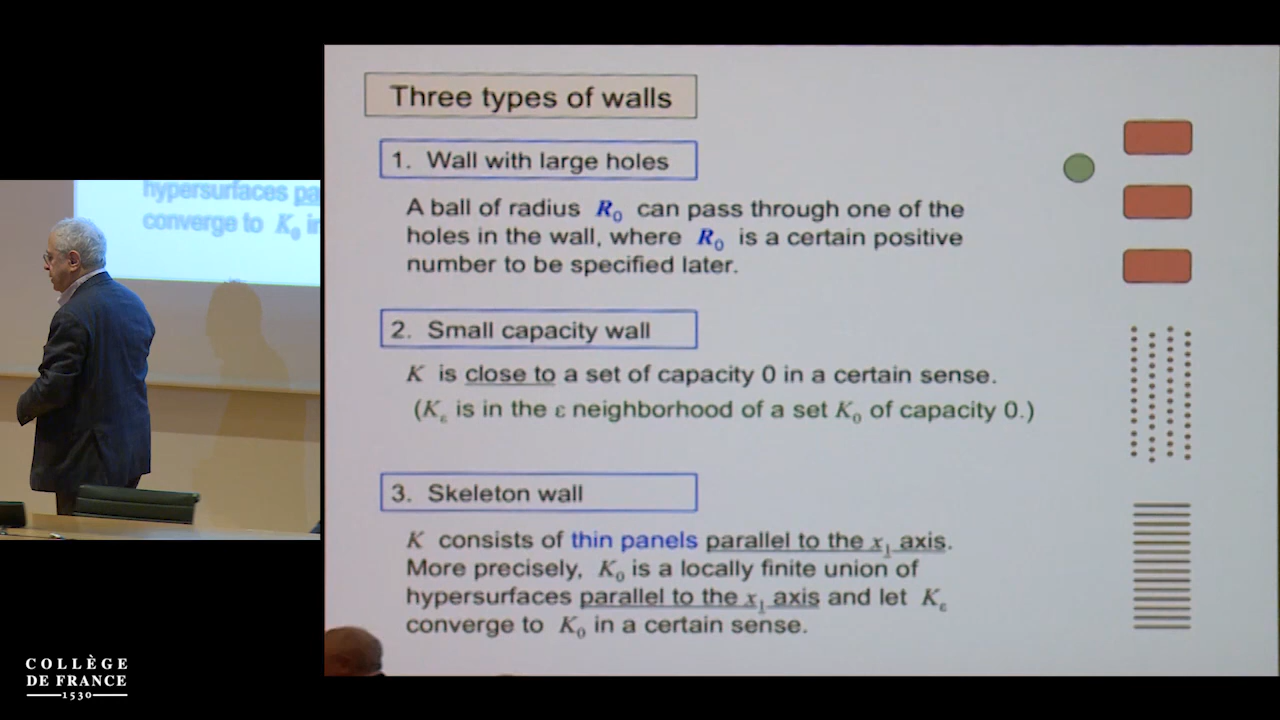 hypersurfaces pa
converge to K₀ in
COLLÈGE
DE FRANCE
1530
Three types of walls
1. Wall with large holes
A ball of radius R₀ can pass through one of the
holes in the wall, where R₀ is a certain positive
number to be specified later.
2. Small capacity wall
K is close to a set of capacity 0 in a certain sense.
(Kε is in the ε neighborhood of a set K₀ of capacity 0.)
3. Skeleton wall
K consists of thin panels parallel to the x₁ axis.
More precisely, K₀ is a locally finite union of
hypersurfaces parallel to the x₁ axis and let Kε
converge to K₀ in a certain sense.